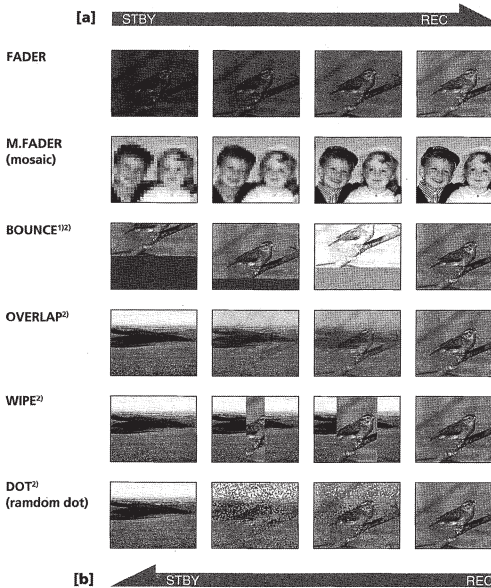 [a] STBY REC
FADER
M.FADER
(mosaic)
BOUNCE¹⁾²⁾
OVERLAP²⁾
WIPE²⁾
DOT²⁾
(ramdom dot)
[b] STBY REC